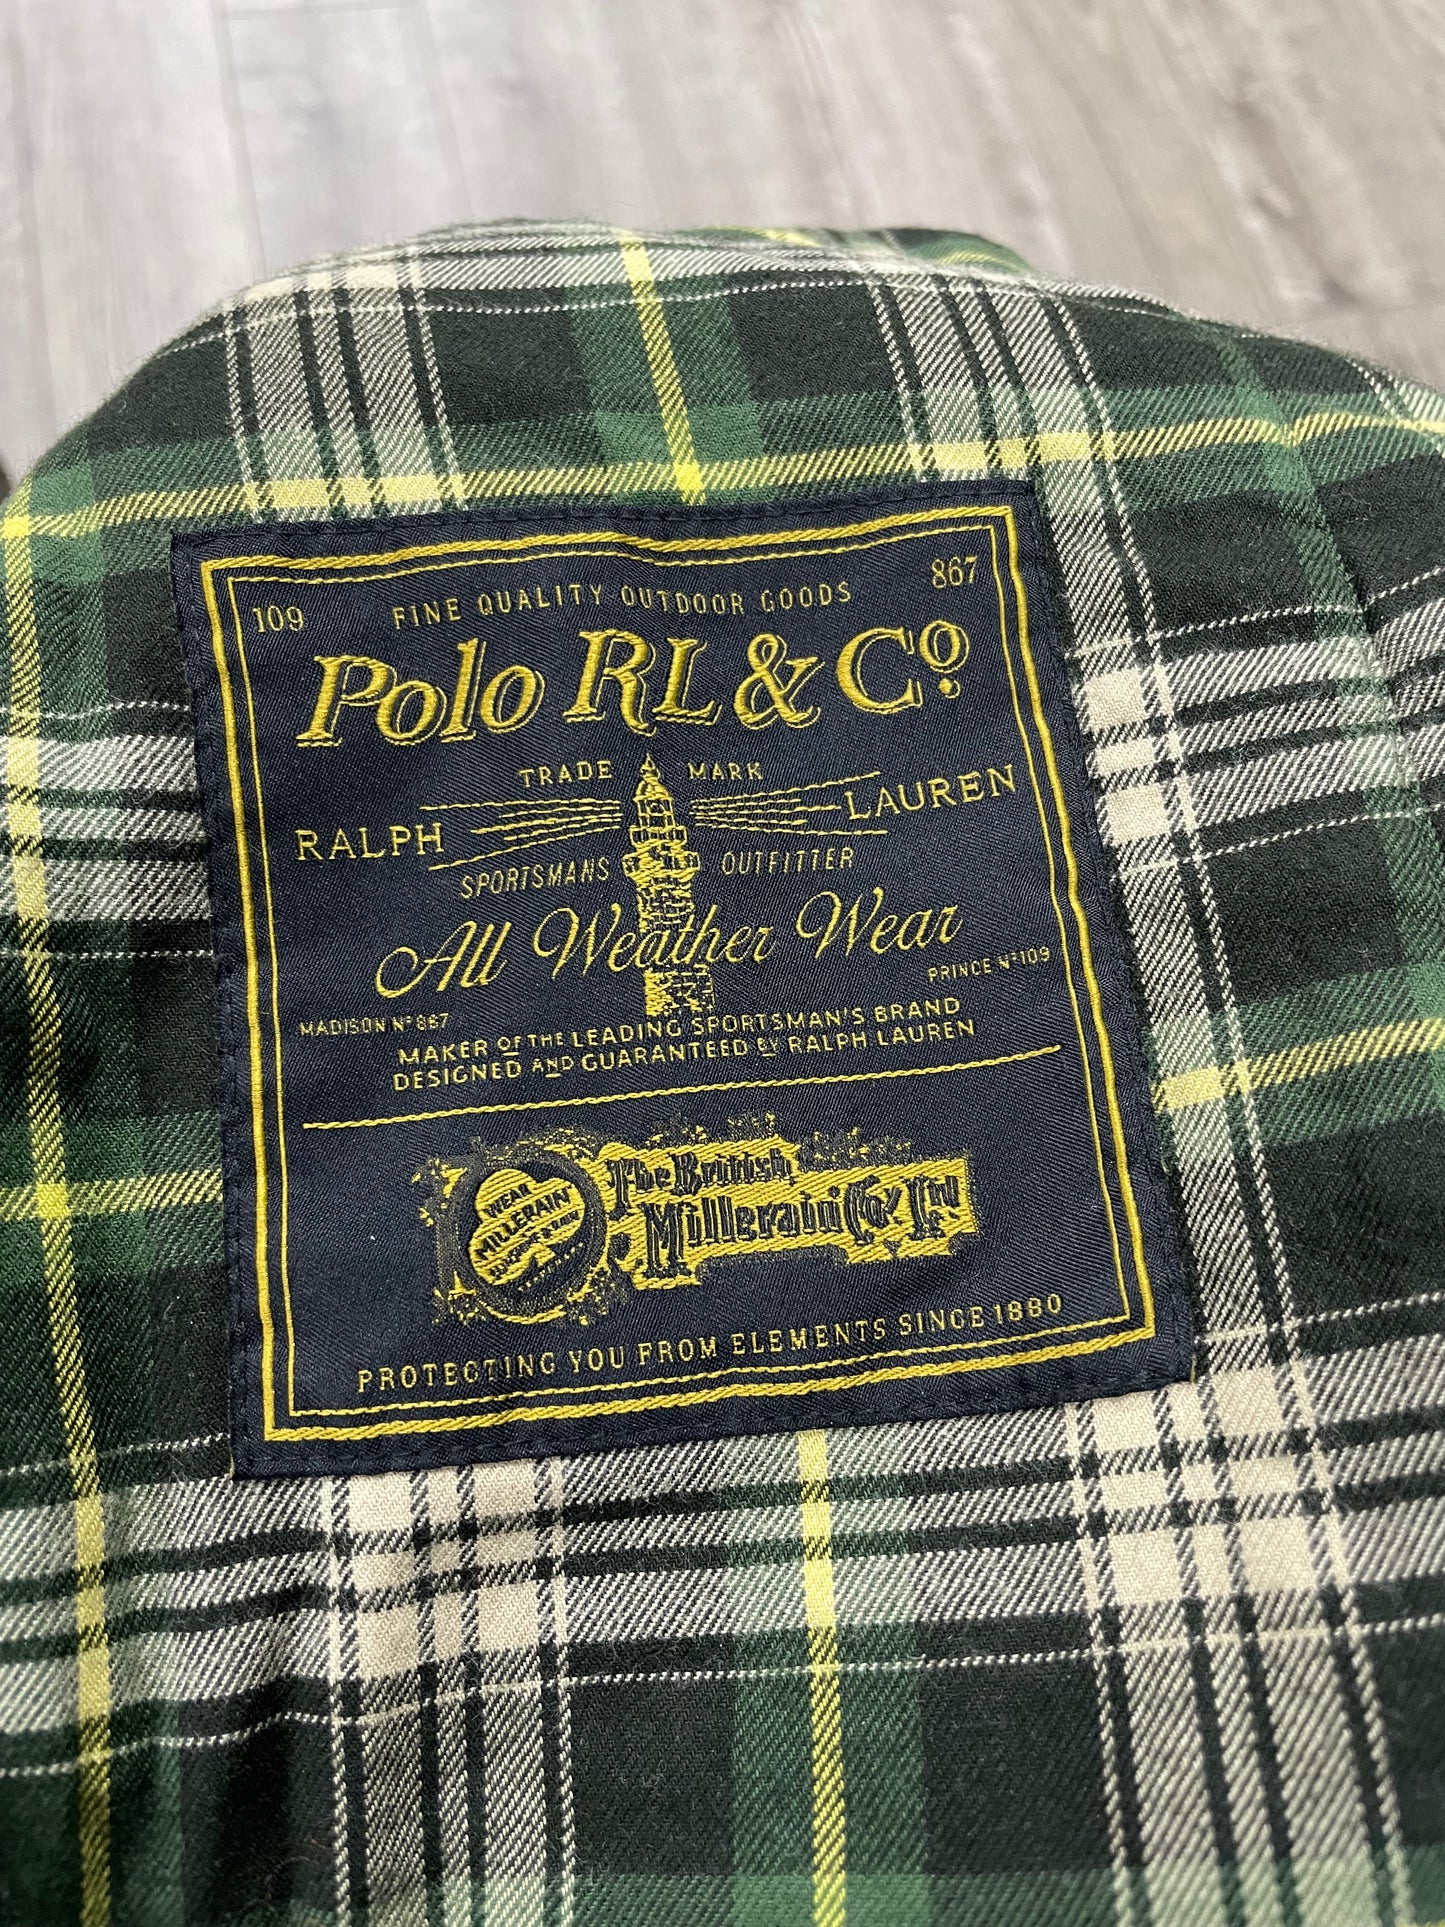 109 FINE QUALITY OUTDOOR GOODS 867
Polo RL & Co.
TRADE MARK
RALPH LAUREN
SPORTSMANS OUTFITTER
All Weather Wear
MADISON Nº 867 PRINCE Nº 109
MAKER OF THE LEADING SPORTSMAN'S BRAND
DESIGNED AND GUARANTEED BY RALPH LAUREN
WEAR
MILLERAIN
The British
Millerain Coy. Ltd
PROTECTING YOU FROM ELEMENTS SINCE 1880